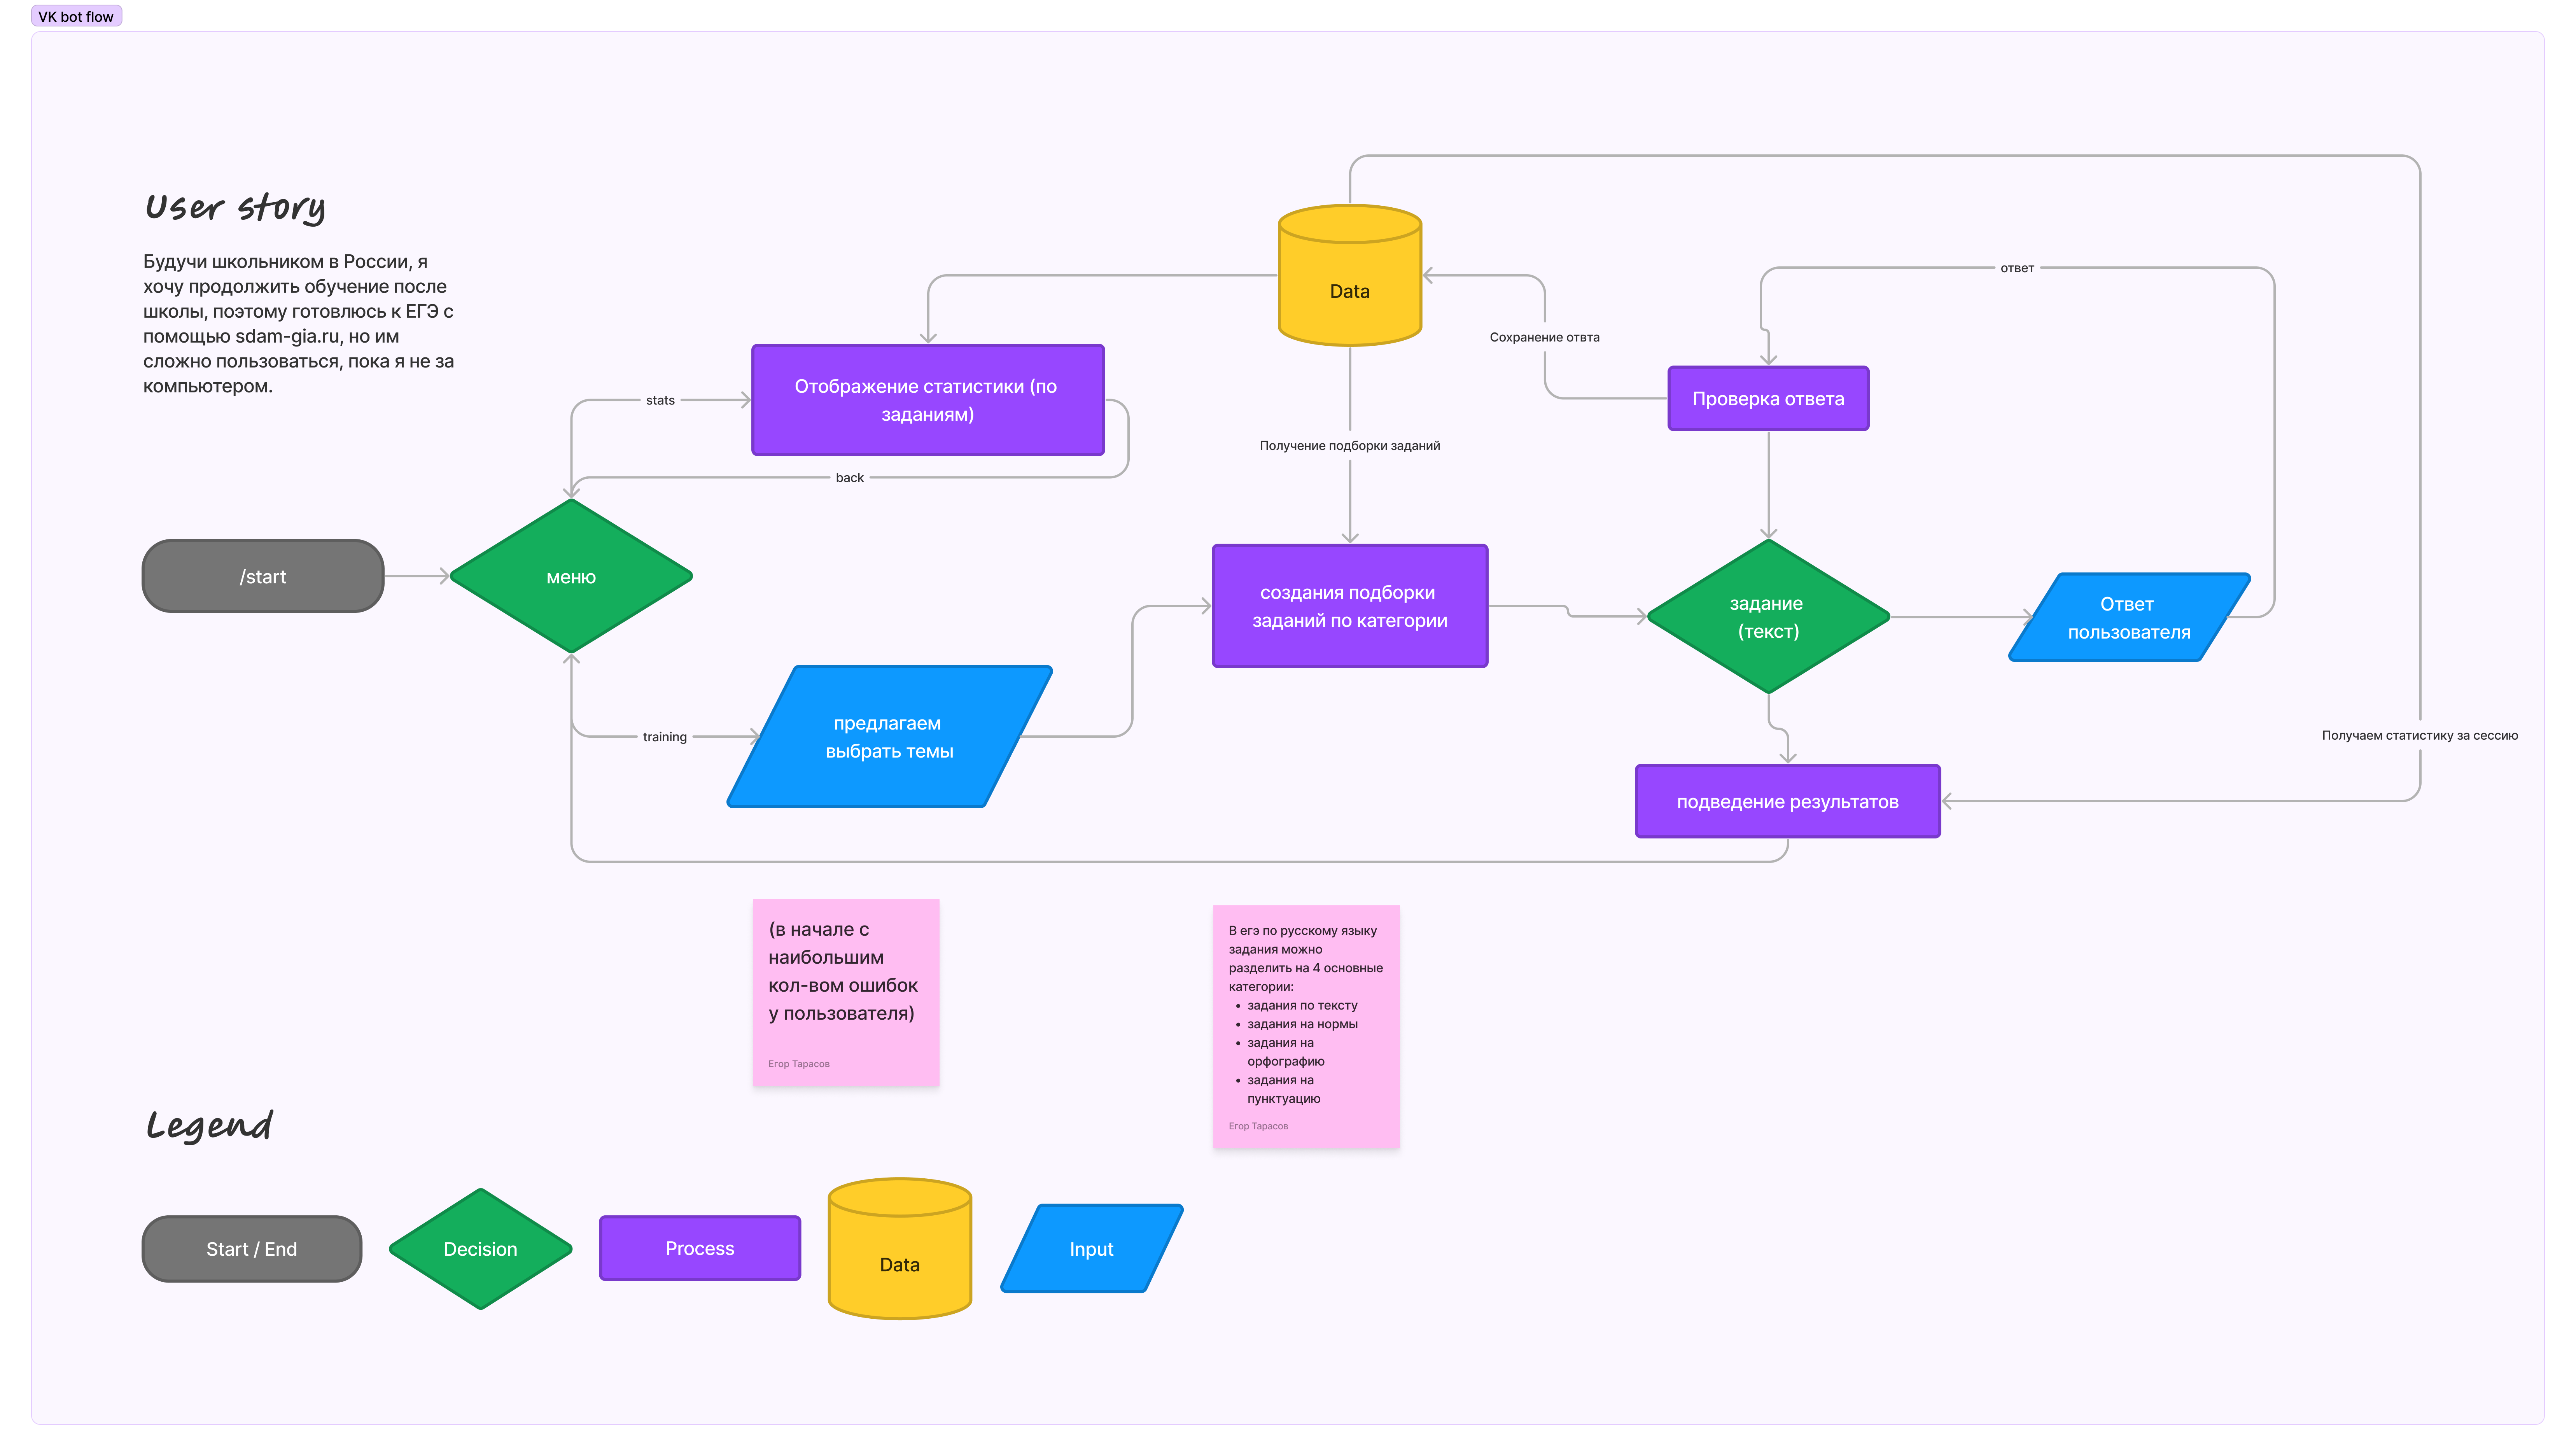 VK bot flow
User story
Будучи школьником в России, я
хочу продолжить обучение после
школы, поэтому готовлюсь к ЕГЭ с
помощью sdam-gia.ru, но им
сложно пользоваться, пока я не за
компьютером.
Data
ответ
Сохранение отвта
Отображение статистики (по
заданиям)
stats
back
Проверка ответа
Получение подборки заданий
/start
меню
создания подборки
заданий по категории
задание
(текст)
Ответ
пользователя
training
предлагаем
выбрать темы
Получаем статистику за сессию
подведение результатов
(в начале с
наибольшим
кол-вом ошибок
у пользователя)
Егор Тарасов
В егэ по русскому языку
задания можно
разделить на 4 основные
категории:
• задания по тексту
• задания на нормы
• задания на
орфографию
• задания на
пунктуацию
Егор Тарасов
Legend
Start / End
Decision
Process
Data
Input